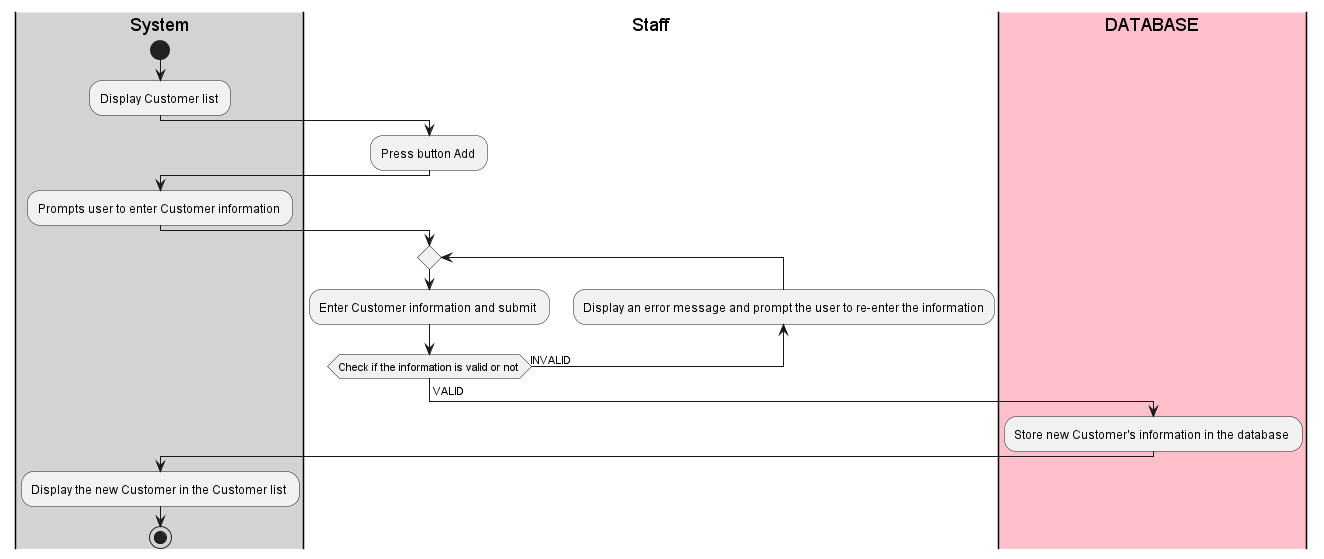 System
Staff
DATABASE
Display Customer list
Press button Add
Prompts user to enter Customer information
Enter Customer information and submit
Display an error message and prompt the user to re-enter the information
Check if the information is valid or not
INVALID
VALID
Store new Customer's information in the database
Display the new Customer in the Customer list